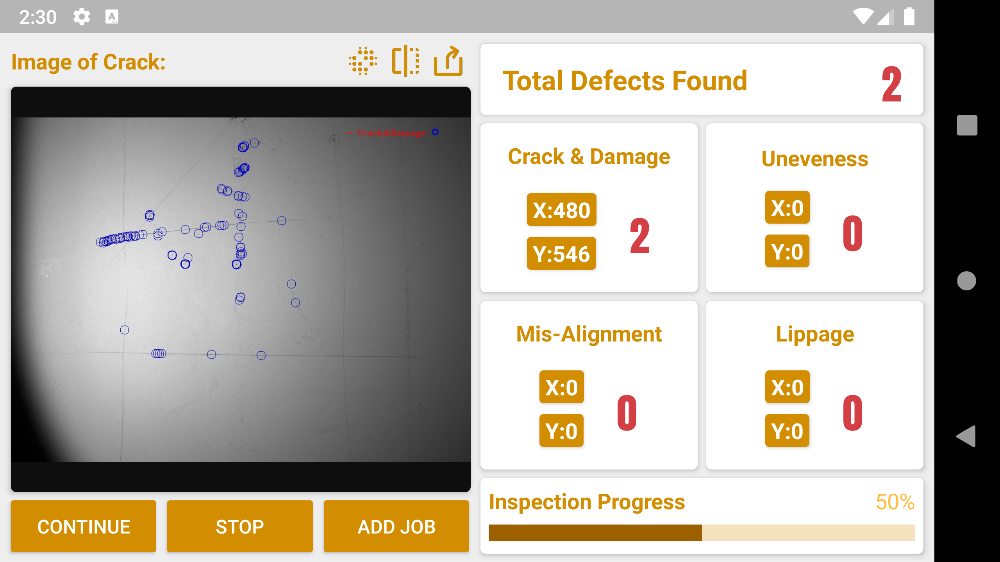 2:30
A
Image of Crack:
— Crack&Damage
CONTINUE
STOP
ADD JOB
Total Defects Found
2
Crack & Damage
X:480
Y:546
2
Uneveness
X:0
Y:0
0
Mis-Alignment
X:0
Y:0
0
Lippage
X:0
Y:0
0
Inspection Progress
50%